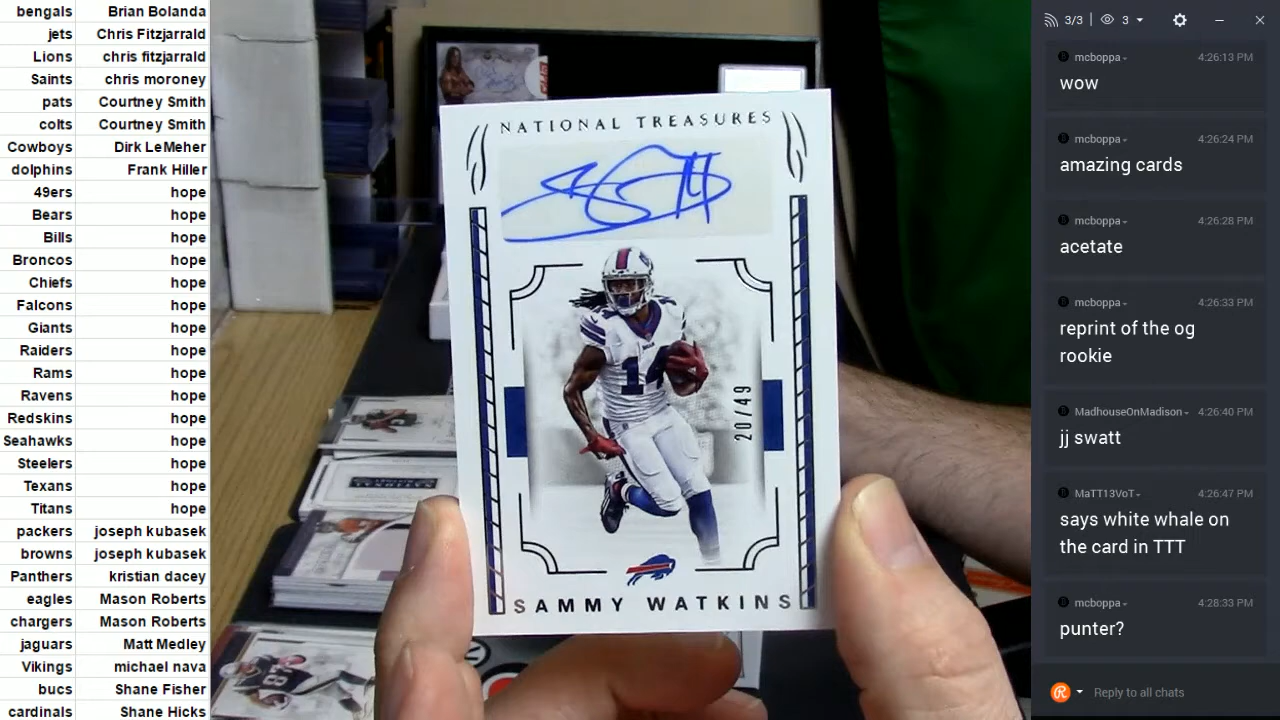 bengals Brian Bolanda
jets Chris Fitzjarrald
Lions chris fitzjarrald
Saints chris moroney
pats Courtney Smith
colts Courtney Smith
Cowboys Dirk LeMeher
dolphins Frank Hiller
49ers hope
Bears hope
Bills hope
Broncos hope
Chiefs hope
Falcons hope
Giants hope
Raiders hope
Rams hope
Ravens hope
Redskins hope
Seahawks hope
Steelers hope
Texans hope
Titans hope
packers joseph kubasek
browns joseph kubasek
Panthers kristian dacey
eagles Mason Roberts
chargers Mason Roberts
jaguars Matt Medley
Vikings michael nava
bucs Shane Fisher
cardinals Shane Hicks
NATIONAL TREASURES
14
20/49
SAMMY WATKINS
87
3/3 3
mcboppa 4:26:13 PM
wow
mcboppa 4:26:24 PM
amazing cards
mcboppa 4:26:28 PM
acetate
mcboppa 4:26:33 PM
reprint of the og
rookie
MadhouseOnMadison 4:26:40 PM
jj swatt
MaTT13VoT 4:26:47 PM
says white whale on
the card in TTT
mcboppa 4:28:33 PM
punter?
Reply to all chats